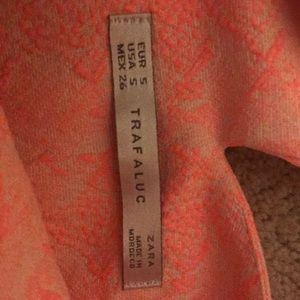 EUR S
USA S
MEX 26
TRAFALUC
ZARA
MADE IN
MOROCCO